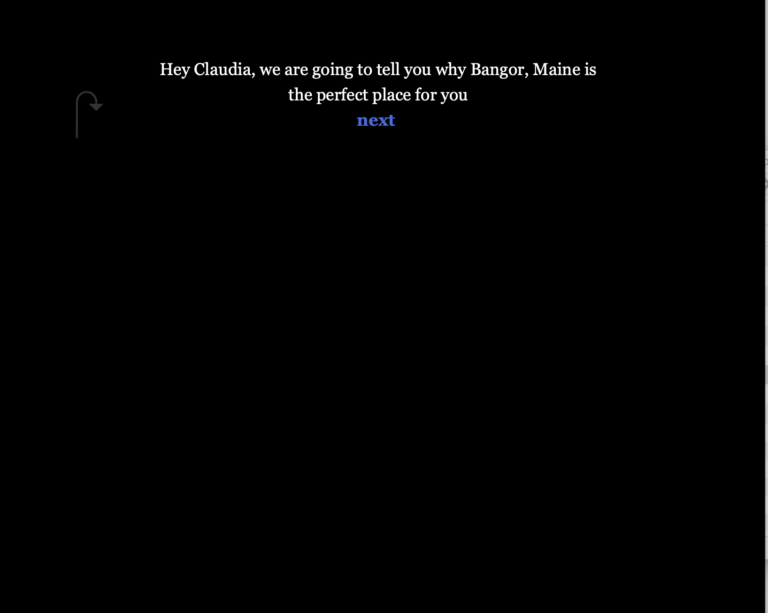 Hey Claudia, we are going to tell you why Bangor, Maine is
the perfect place for you
next